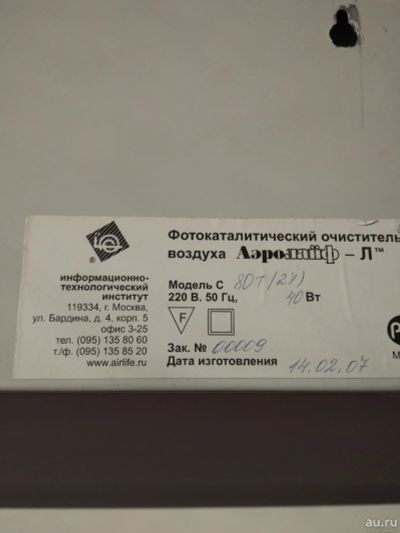 ®
информационно-
технологический
институт
119334, г. Москва,
ул. Бардина, д. 4, корп. 5
офис 3-25
тел. (095) 135 80 60
т./ф. (095) 135 85 20
www.airlife.ru
Фотокаталитический очиститель
воздуха Аэролайф – Л™
Модель С 80Т(24)
220 В. 50 Гц, 40 Вт
F
Зак. № 00009
Дата изготовления 14.02.07
au.ru